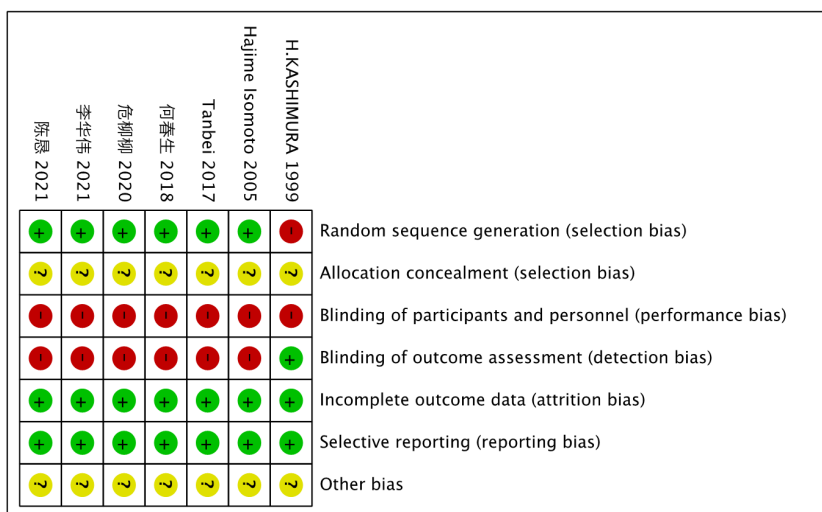 H.KASHIMURA 1999
Hajime Isomoto 2005
Tanbei 2017
何春生 2018
危柳柳 2020
李华伟 2021
陈恳 2021
+ + + + + + - Random sequence generation (selection bias)
? ? ? ? ? ? ? Allocation concealment (selection bias)
- - - - - - - Blinding of participants and personnel (performance bias)
- - - - - - + Blinding of outcome assessment (detection bias)
+ + + + + + + Incomplete outcome data (attrition bias)
+ + + + + + + Selective reporting (reporting bias)
? ? ? ? ? ? ? Other bias